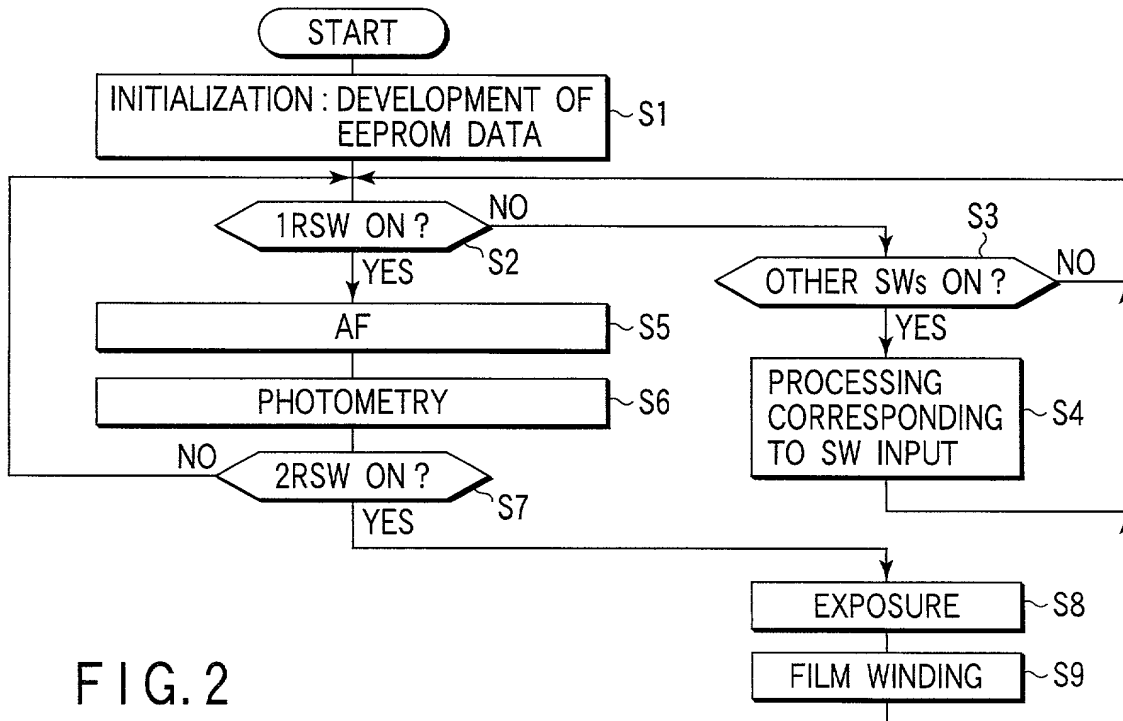 START
INITIALIZATION : DEVELOPMENT OF
EEPROM DATA
S1
1RSW ON ?
NO
S2
YES
S3
OTHER SWs ON ?
NO
YES
AF
S5
PHOTOMETRY
S6
PROCESSING
CORRESPONDING
TO SW INPUT
S4
NO
2RSW ON ?
S7
YES
EXPOSURE
S8
FILM WINDING
S9
FIG. 2